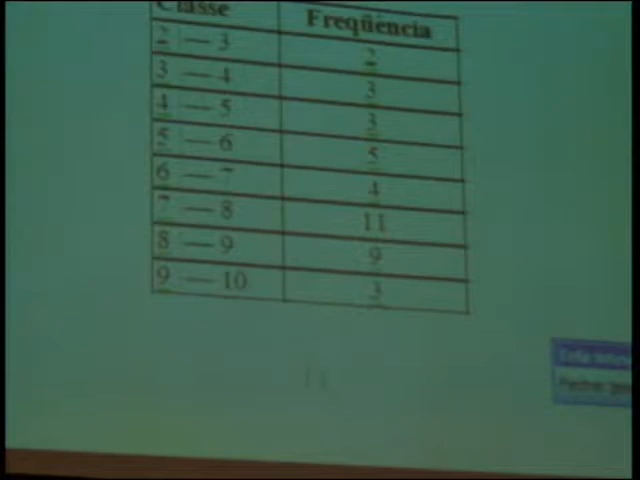 Classe Freqüência
2 |— 3 2
3 — 4 3
4 |— 5 3
5 |— 6 5
6 — 7 4
7 — 8 11
8 |— 9 9
9 |— 10 3